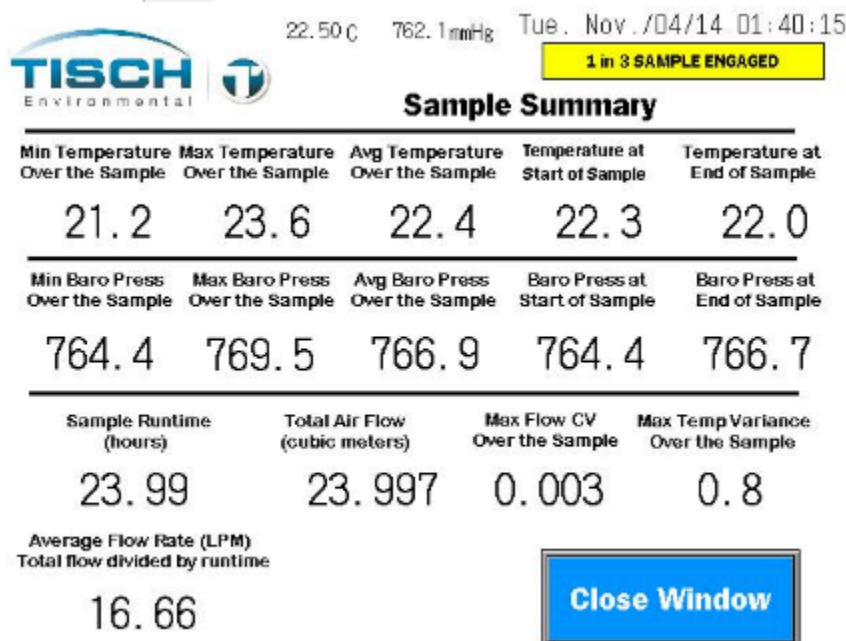 22.50 C 762.1 mmHg Tue. Nov./04/14 01:40:15
1 in 3 SAMPLE ENGAGED
TISCH
Environmental
Sample Summary
Min Temperature Over the Sample
Max Temperature Over the Sample
Avg Temperature Over the Sample
Temperature at Start of Sample
Temperature at End of Sample
21.2 23.6 22.4 22.3 22.0
Min Baro Press Over the Sample
Max Baro Press Over the Sample
Avg Baro Press Over the Sample
Baro Press at Start of Sample
Baro Press at End of Sample
764.4 769.5 766.9 764.4 766.7
Sample Runtime (hours)
Total Air Flow (cubic meters)
Max Flow CV Over the Sample
Max Temp Variance Over the Sample
23.99 23.997 0.003 0.8
Average Flow Rate (LPM)
Total flow divided by runtime
16.66
Close Window